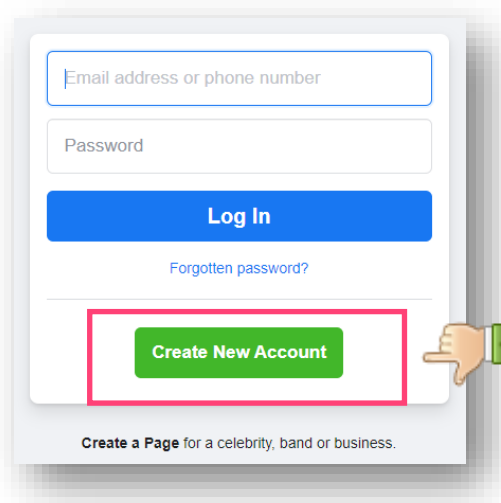 Email address or phone number
Password
Log In
Forgotten password?
Create New Account
Create a Page for a celebrity, band or business.